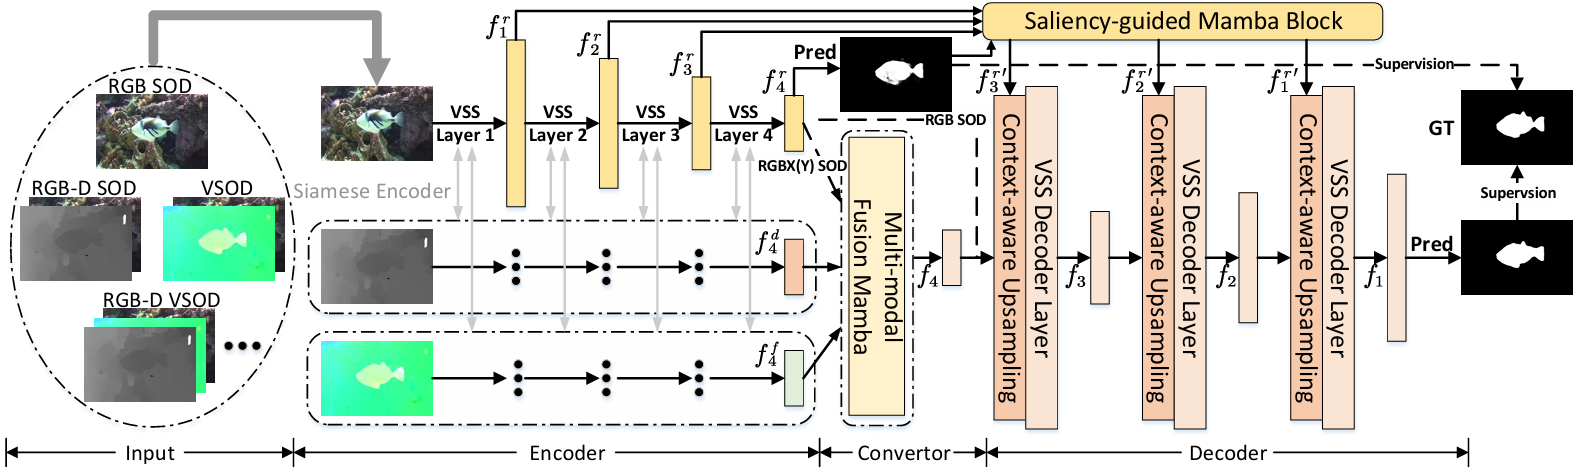 RGB SOD
RGB-D SOD
VSOD
RGB-D VSOD
Siamese Encoder
VSS
Layer 1
VSS
Layer 2
VSS
Layer 3
VSS
Layer 4
f_1^r
f_2^r
f_3^r
f_4^r
f_4^d
f_4^f
Pred
RGB SOD
RGBX(Y) SOD
Multi-modal
Fusion Mamba
f_4
Saliency-guided Mamba Block
f_3^{r'}
f_2^{r'}
f_1^{r'}
Context-aware Upsampling
VSS Decoder Layer
f_3
Context-aware Upsampling
VSS Decoder Layer
f_2
Context-aware Upsampling
VSS Decoder Layer
f_1
Supervision
GT
Supervsion
Pred
Input
Encoder
Convertor
Decoder